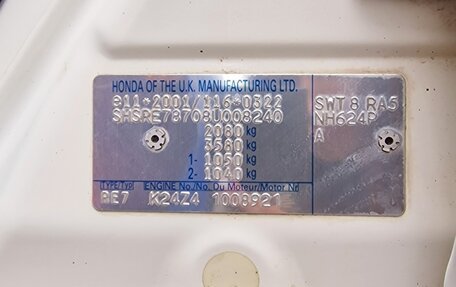 HONDA OF THE U.K. MANUFACTURING LTD.
e11*2001/116*0322
SHSRE78708U008240
2080 kg
3580 kg
1- 1050 kg
2- 1040 kg
TYPE/TYP ENGINE No./No. Du Moteur/Motor Nr
RE7 K24Z4 1008921
SWT 8 RA5
NH624P
A